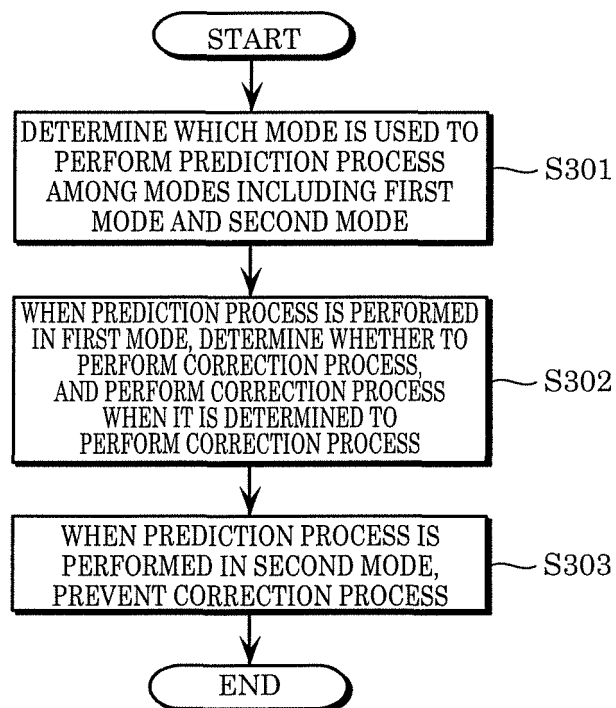 START
DETERMINE WHICH MODE IS USED TO
PERFORM PREDICTION PROCESS
AMONG MODES INCLUDING FIRST
MODE AND SECOND MODE
S301
WHEN PREDICTION PROCESS IS PERFORMED
IN FIRST MODE, DETERMINE WHETHER TO
PERFORM CORRECTION PROCESS,
AND PERFORM CORRECTION PROCESS
WHEN IT IS DETERMINED TO
PERFORM CORRECTION PROCESS
S302
WHEN PREDICTION PROCESS IS
PERFORMED IN SECOND MODE,
PREVENT CORRECTION PROCESS
S303
END